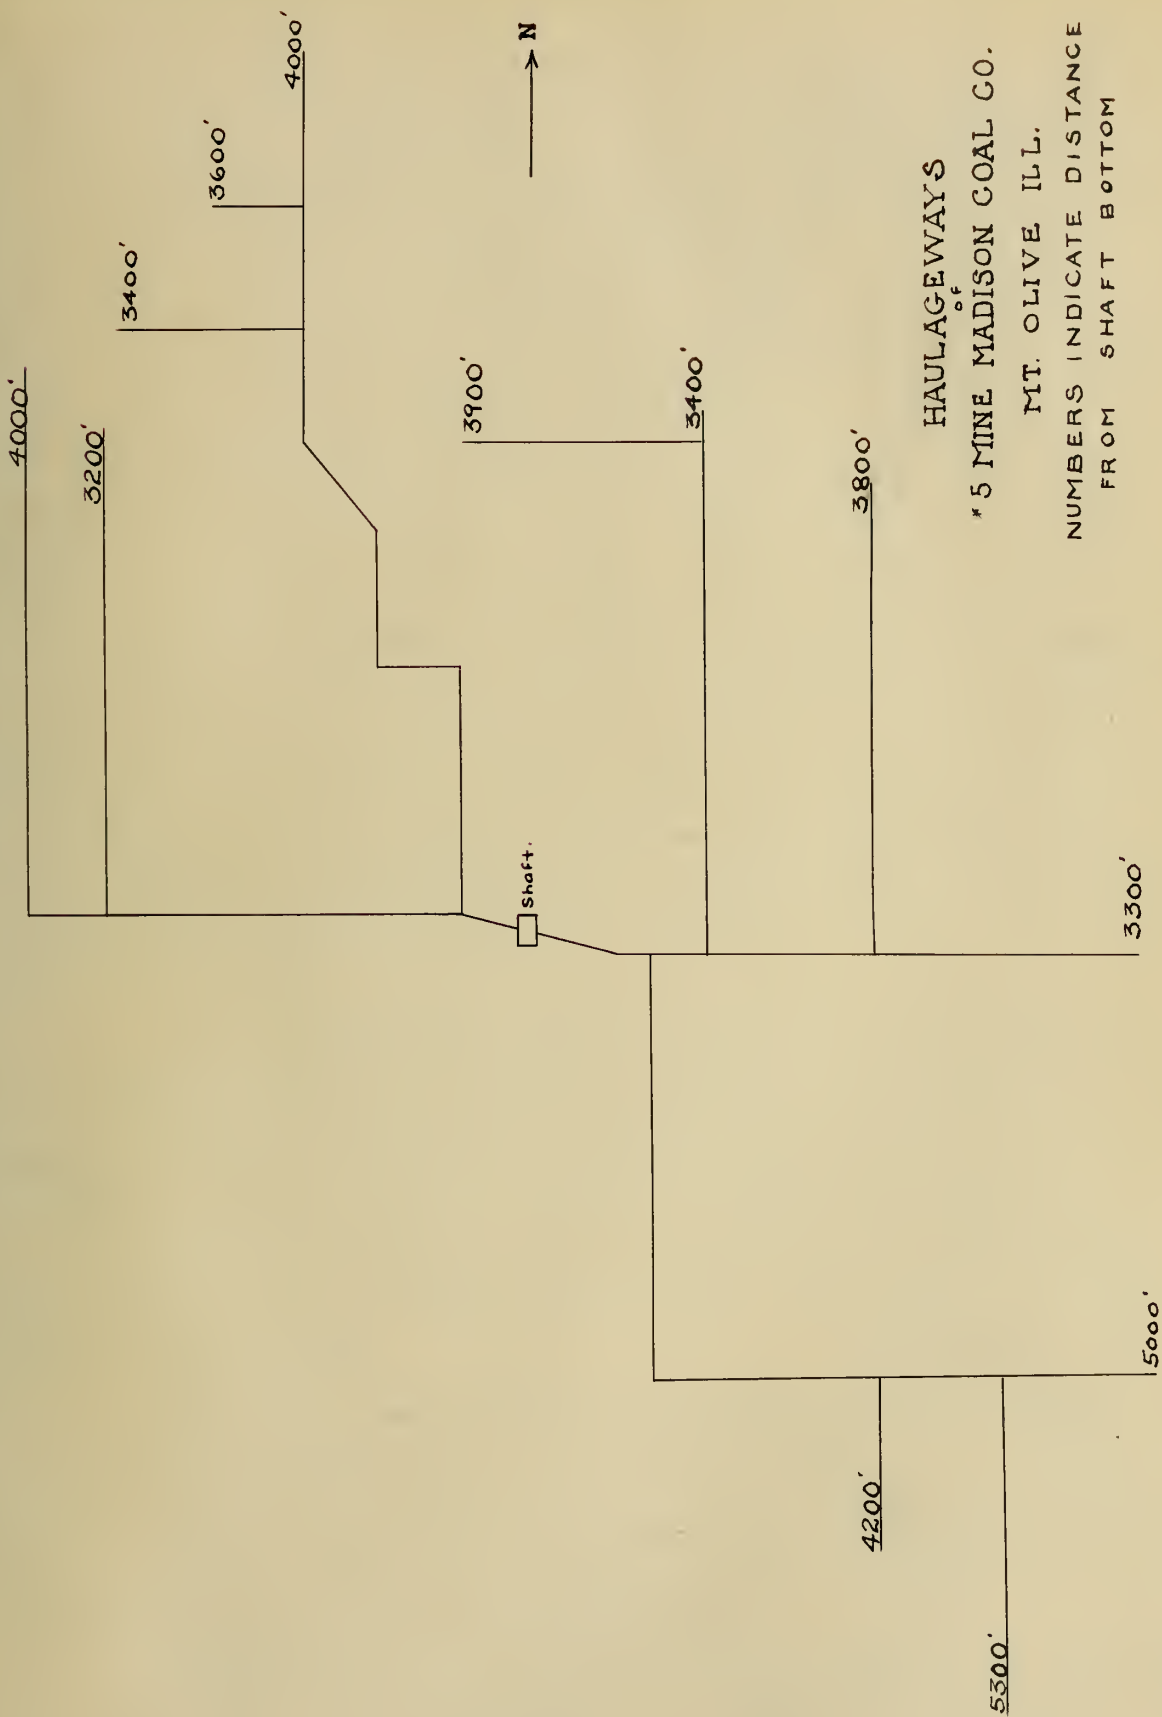 4000'
3200'
3400'
3600'
4000'
N
3900'
3400'
3800'
Shaft.
3300'
5000'
4200'
5300'
HAULAGEWAYS
OF
#5 MINE MADISON COAL CO.
MT. OLIVE ILL.
NUMBERS INDICATE DISTANCE
FROM SHAFT BOTTOM